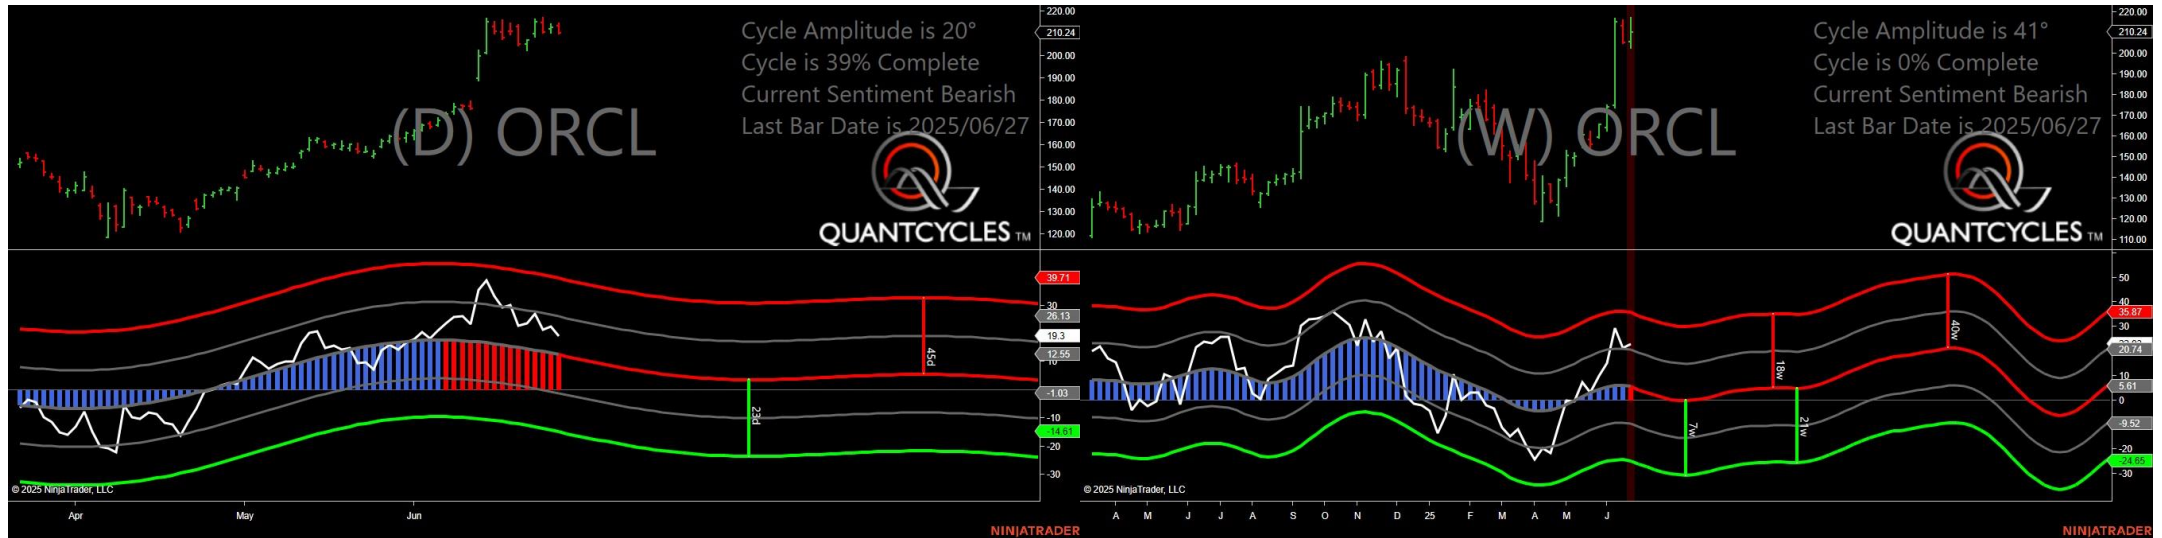 Cycle Amplitude is 20°
Cycle is 39% Complete
Current Sentiment Bearish
Last Bar Date is 2025/06/27
(D) ORCL
QUANTCYCLES TM
220.00
210.24
200.00
190.00
180.00
170.00
160.00
150.00
140.00
130.00
120.00
39.71
30
26.13
19.3
12.55
-1.03
-10
-14.61
-20
-30
45d
23d
© 2025 NinjaTrader, LLC
Apr May Jun
NINJATRADER
Cycle Amplitude is 41°
Cycle is 0% Complete
Current Sentiment Bearish
Last Bar Date is 2025/06/27
(W) ORCL
QUANTCYCLES TM
220.00
210.24
200.00
190.00
180.00
170.00
160.00
150.00
140.00
130.00
120.00
110.00
50
40
35.87
30
20.74
10
5.61
0
-9.52
-20
-24.65
-30
18w
40w
7w
21w
© 2025 NinjaTrader, LLC
A M J J A S O N D 25 F M A M J
NINJATRADER